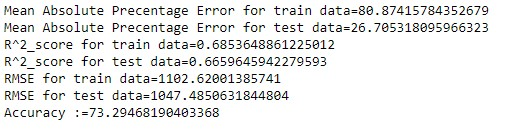 Mean Absolute Precentage Error for train data=80.87415784352679
Mean Absolute Precentage Error for test data=26.705318095966323
R^2_score for train data=0.6853648861225012
R^2_score for test data=0.6659645942279593
RMSE for train data=1102.62001385741
RMSE for test data=1047.4850631844804
Accuracy :=73.29468190403368